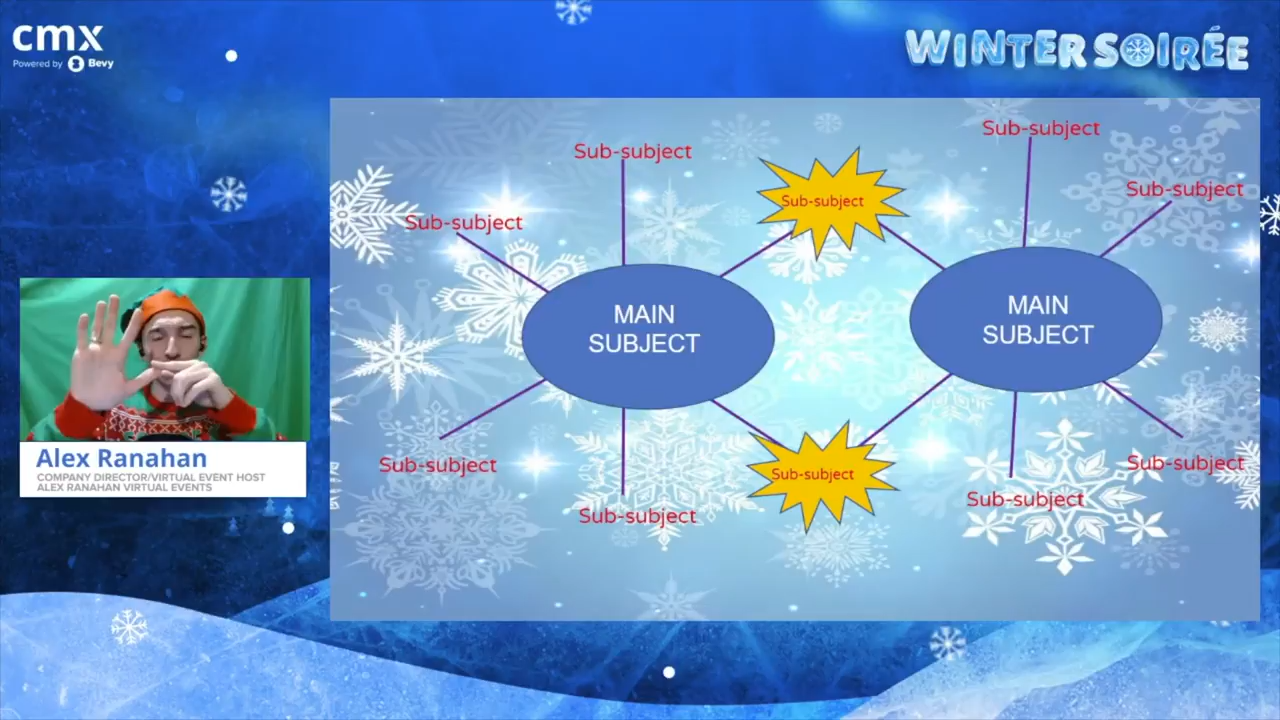 cmx
Powered by Bevy
WINTER SOIRÉE
Sub-subject
Sub-subject
Sub-subject
Sub-subject
Sub-subject
Sub-subject
MAIN
SUBJECT
MAIN
SUBJECT
Sub-subject
Sub-subject
Sub-subject
Sub-subject
Sub-subject
Alex Ranahan
COMPANY DIRECTOR/VIRTUAL EVENT HOST
ALEX RANAHAN VIRTUAL EVENTS